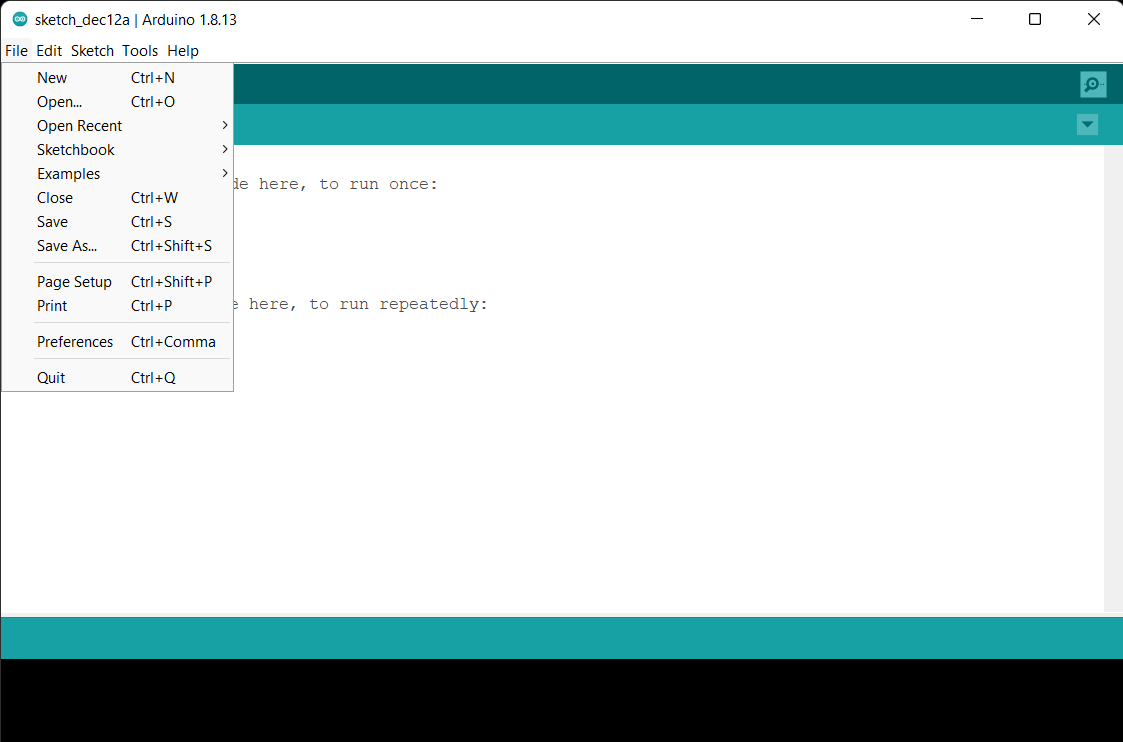 sketch_dec12a | Arduino 1.8.13
File Edit Sketch Tools Help
New Ctrl+N
Open... Ctrl+O
Open Recent
Sketchbook
Examples
Close Ctrl+W
Save Ctrl+S
Save As... Ctrl+Shift+S
Page Setup Ctrl+Shift+P
Print Ctrl+P
Preferences Ctrl+Comma
Quit Ctrl+Q
de here, to run once:
e here, to run repeatedly: